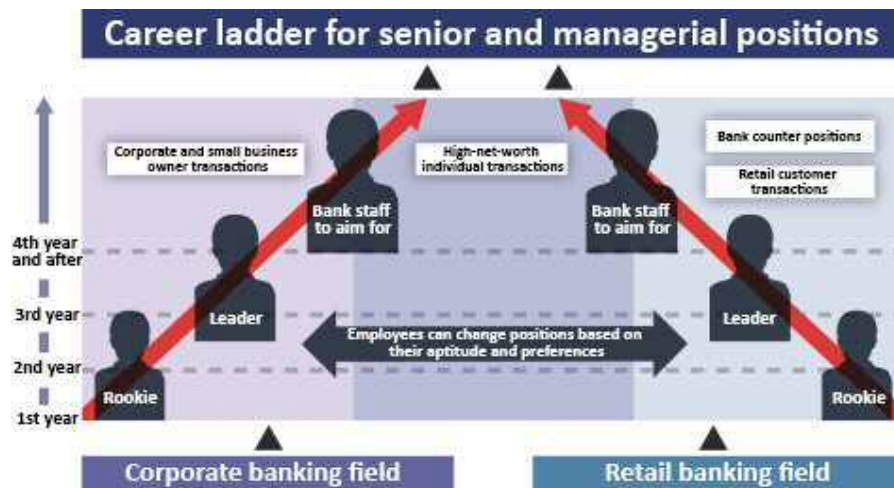 Career ladder for senior and managerial positions
Corporate and small business
owner transactions
High-net-worth
individual transactions
Bank counter positions
Retail customer
transactions
Bank staff
to aim for
Bank staff
to aim for
4th year
and after
3rd year
Leader
Leader
Employees can change positions based on
their aptitude and preferences
2nd year
Rookie
Rookie
1st year
Corporate banking field
Retail banking field